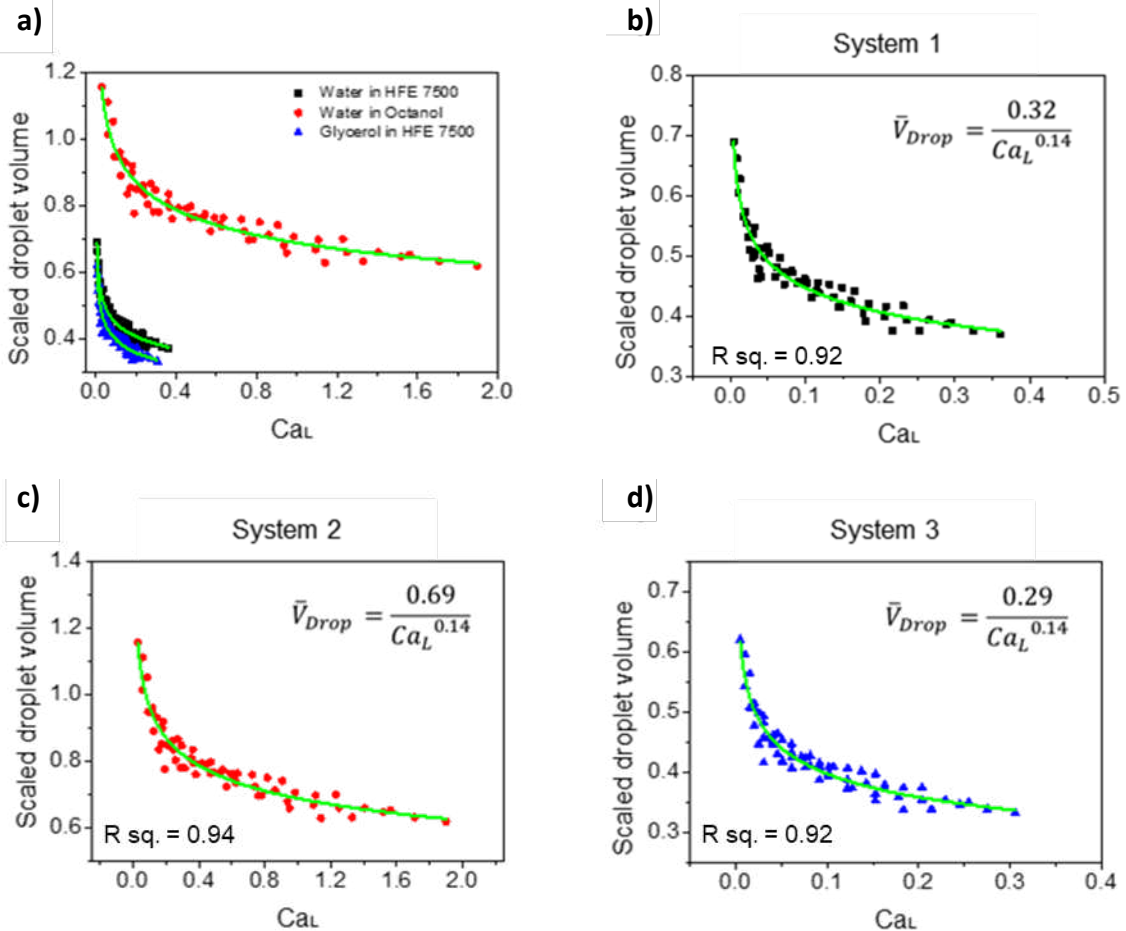 a)
1.2
1.0
0.8
0.6
0.4
Scaled droplet volume
Water in HFE 7500
Water in Octanol
Glycerol in HFE 7500
0.0 0.4 0.8 1.2 1.6 2.0
CaL
b)
System 1
0.8
0.7
0.6
0.5
0.4
0.3
Scaled droplet volume
V̄Drop = 0.32 / CaL^0.14
R sq. = 0.92
0.0 0.1 0.2 0.3 0.4 0.5
CaL
c)
System 2
1.4
1.2
1.0
0.8
0.6
Scaled droplet volume
V̄Drop = 0.69 / CaL^0.14
R sq. = 0.94
0.0 0.4 0.8 1.2 1.6 2.0
CaL
d)
System 3
0.7
0.6
0.5
0.4
0.3
Scaled droplet volume
V̄Drop = 0.29 / CaL^0.14
R sq. = 0.92
0.0 0.1 0.2 0.3 0.4
CaL